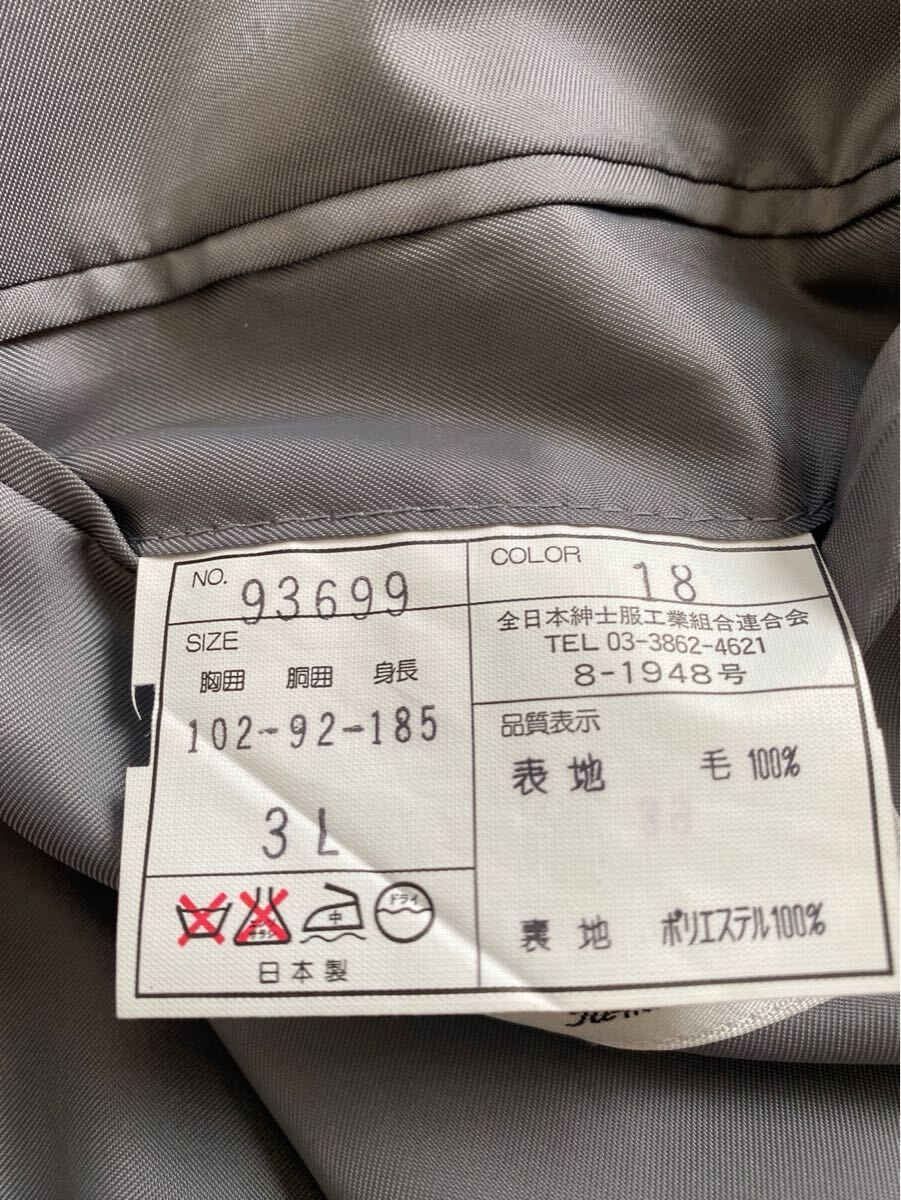 NO. 93699
COLOR 18
SIZE
胸囲 胴囲 身長
102-92-185
3L
全日本紳士服工業組合連合会
TEL 03-3862-4621
8-1948号
品質表示
表地 毛 100%
裏地 ポリエステル100%
中
ドライ
日本製